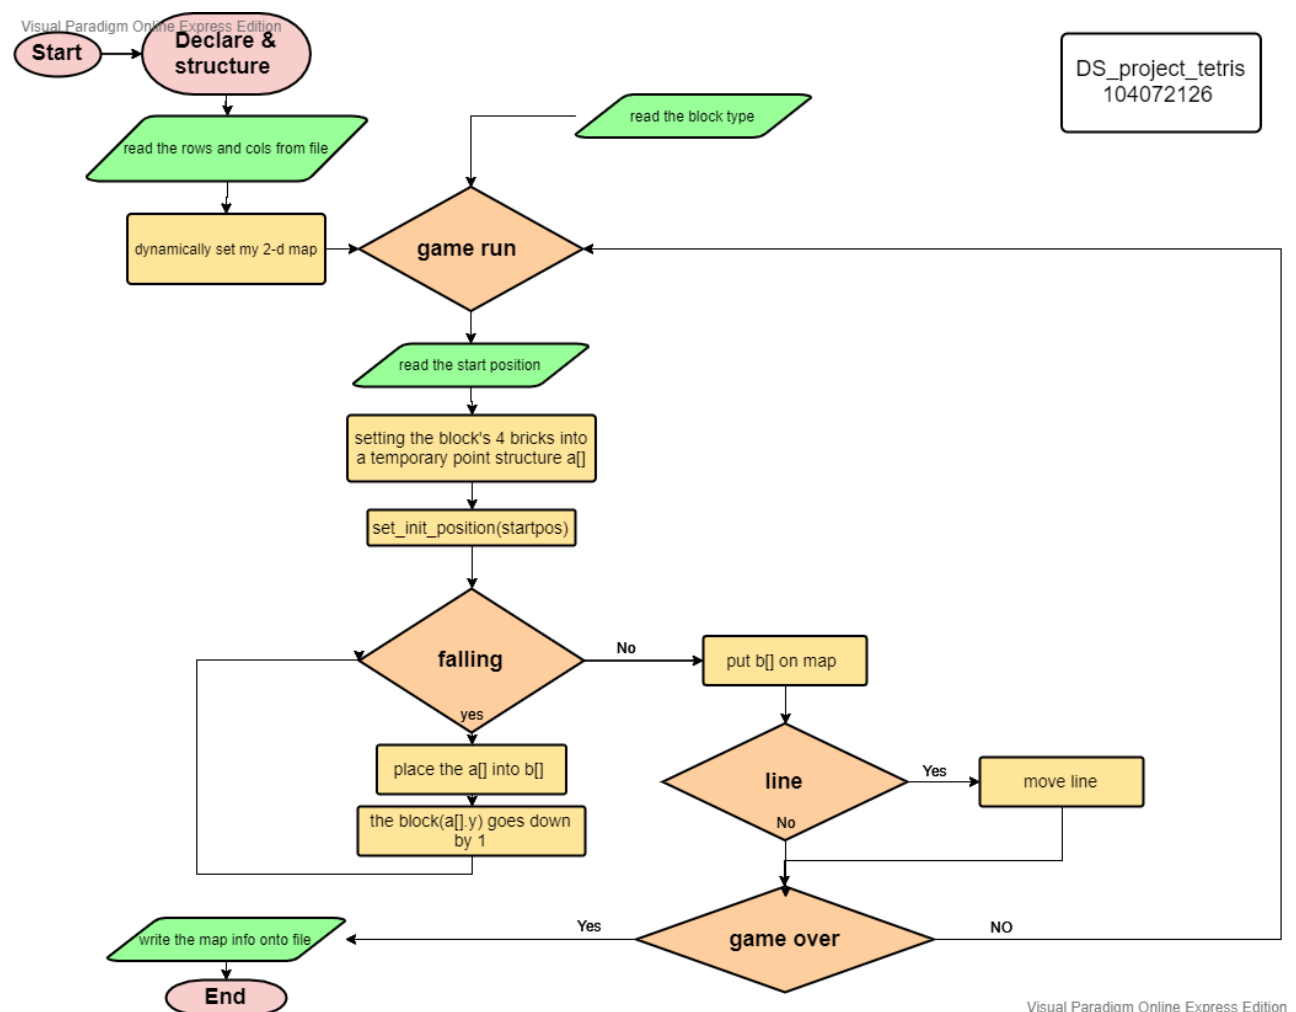 Visual Paradigm Online Express Edition
Start
Declare &
structure
DS_project_tetris
104072126
read the block type
read the rows and cols from file
dynamically set my 2-d map
game run
read the start position
setting the block's 4 bricks into
a temporary point structure a[]
set_init_position(startpos)
falling
No
put b[] on map
yes
place the a[] into b[]
line
Yes
move line
the block(a[].y) goes down
by 1
No
write the map info onto file
Yes
game over
NO
End
Visual Paradigm Online Express Edition